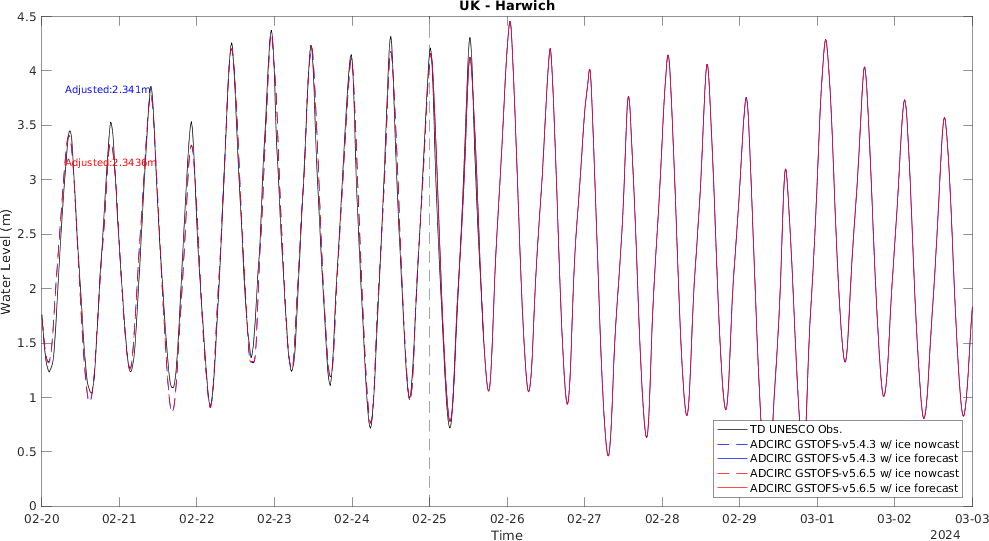 UK - Harwich
4.5
4
3.5
3
2.5
2
1.5
1
0.5
0
Water Level (m)
Adjusted:2.341m
Adjusted:2.3436m
TD UNESCO Obs.
ADCIRC GSTOFS-v5.4.3 w/ ice nowcast
ADCIRC GSTOFS-v5.4.3 w/ ice forecast
ADCIRC GSTOFS-v5.6.5 w/ ice nowcast
ADCIRC GSTOFS-v5.6.5 w/ ice forecast
02-20 02-21 02-22 02-23 02-24 02-25 02-26 02-27 02-28 02-29 03-01 03-02 03-03
Time
2024